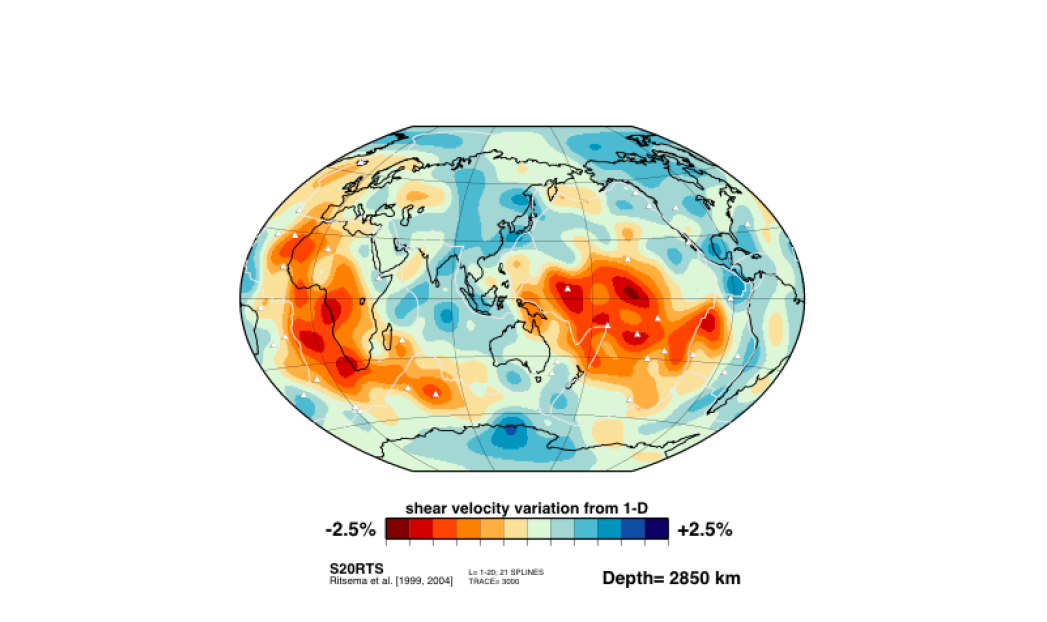 shear velocity variation from 1-D
-2.5% +2.5%
S20RTS
Ritsema et al. [1999, 2004]
L= 1-20; 21 SPLINES
TRACE= 3000
Depth= 2850 km